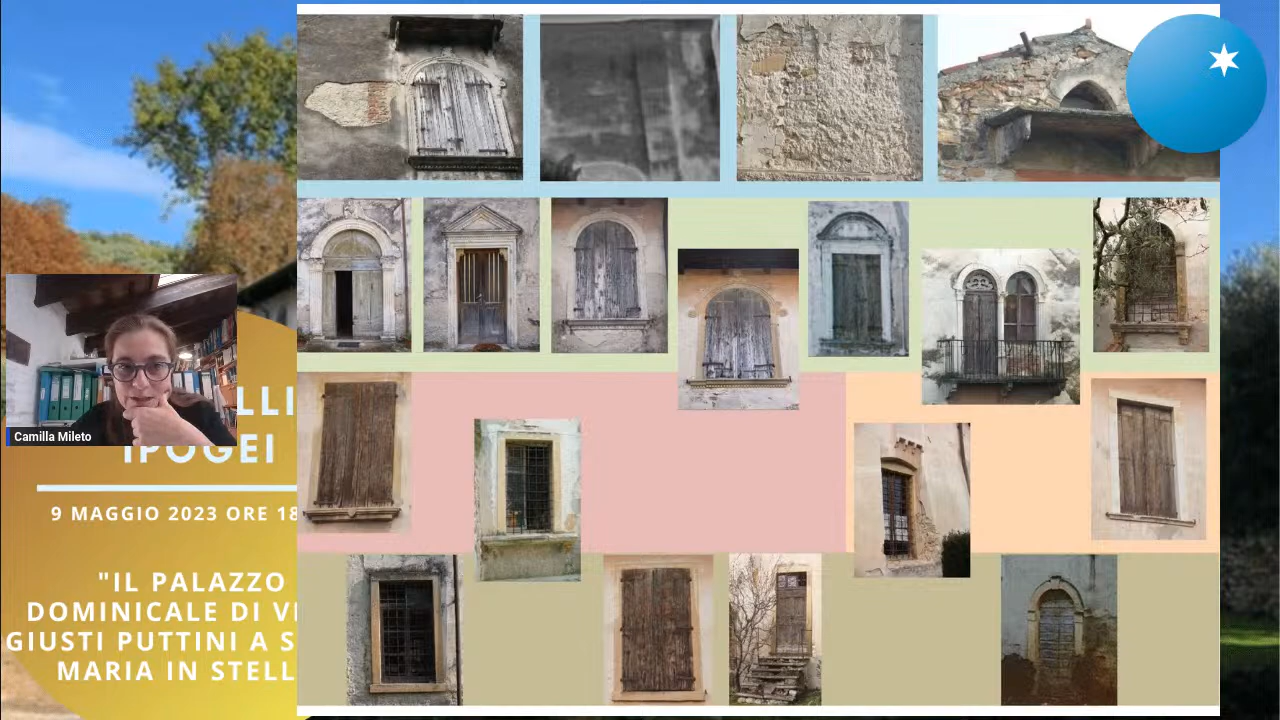 Camilla Mileto
LLI
IPOGEI
9 MAGGIO 2023 ORE 18
"IL PALAZZO
DOMINICALE DI VI
GIUSTI PUTTINI A S
MARIA IN STELL